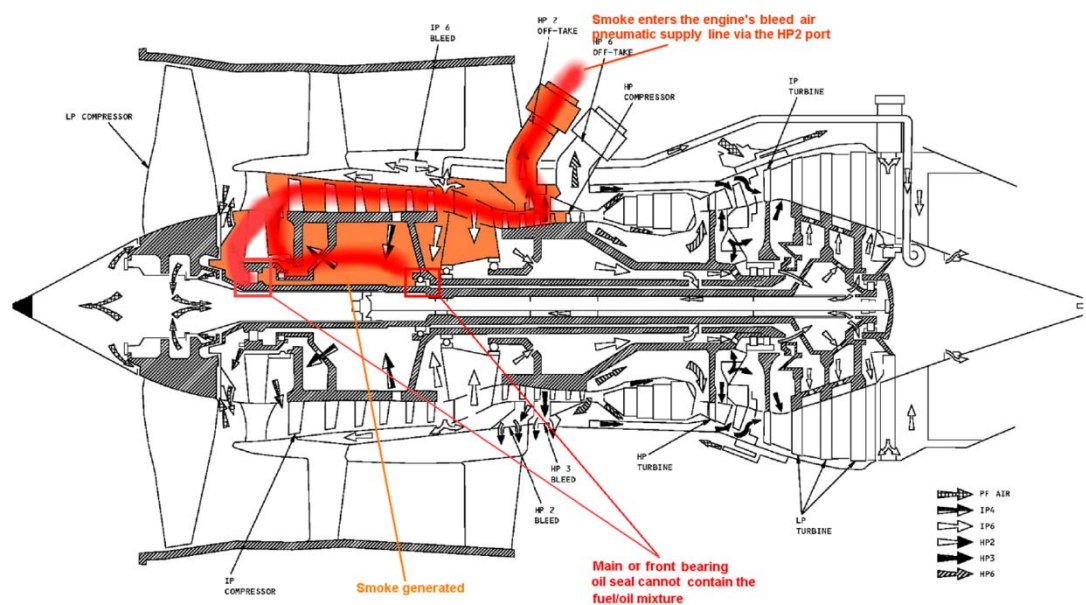 Smoke enters the engine's bleed air
pneumatic supply line via the HP2 port
IP 6
BLEED
HP 2
OFF-TAKE
HP 6
OFF-TAKE
HP
COMPRESSOR
IP
TURBINE
LP COMPRESSOR
HP
TURBINE
HP 3
BLEED
HP 2
BLEED
LP
TURBINE
IP
COMPRESSOR
Smoke generated
Main or front bearing
oil seal cannot contain the
fuel/oil mixture
PF AIR
IP4
IP6
HP2
HP3
HP6